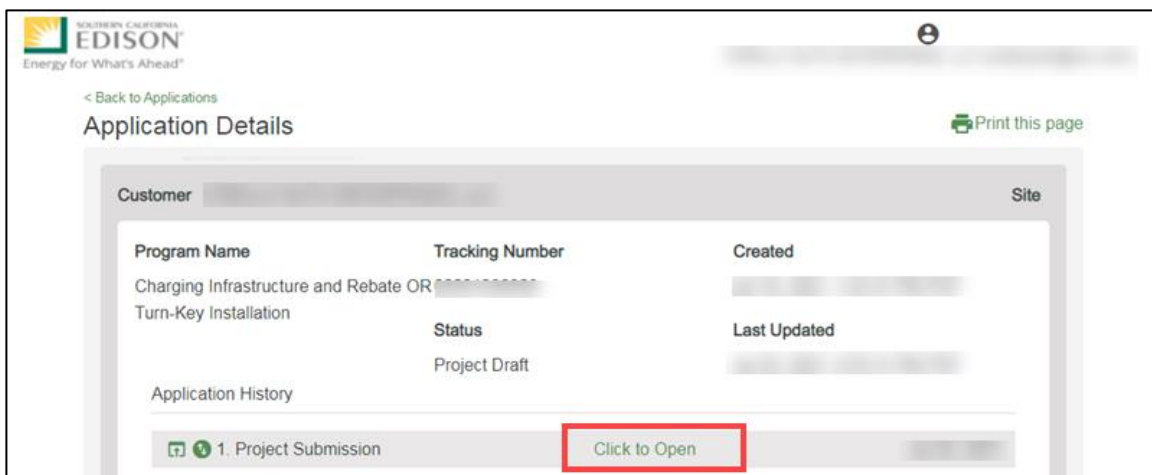 SOUTHERN CALIFORNIA
EDISON®
Energy for What's Ahead®
< Back to Applications
Application Details
Print this page
Customer
Site
Program Name
Tracking Number
Created
Charging Infrastructure and Rebate OR
Turn-Key Installation
Status
Last Updated
Project Draft
Application History
1. Project Submission
Click to Open